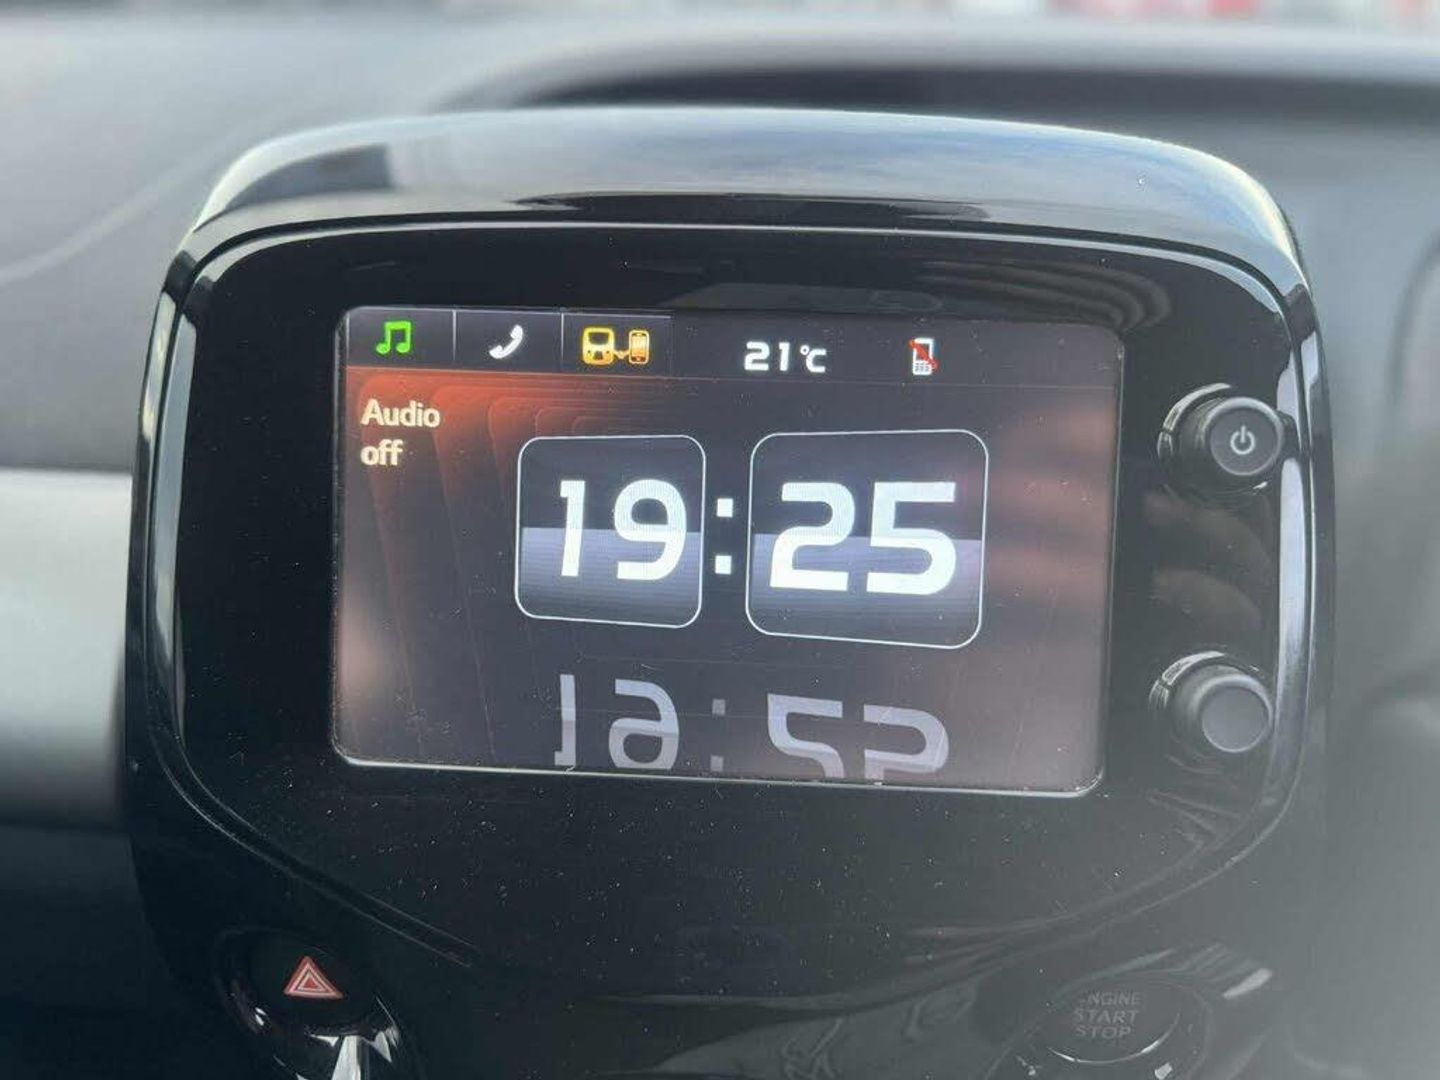 21°C
Audio
off
19:25
ENGINE
START
STOP